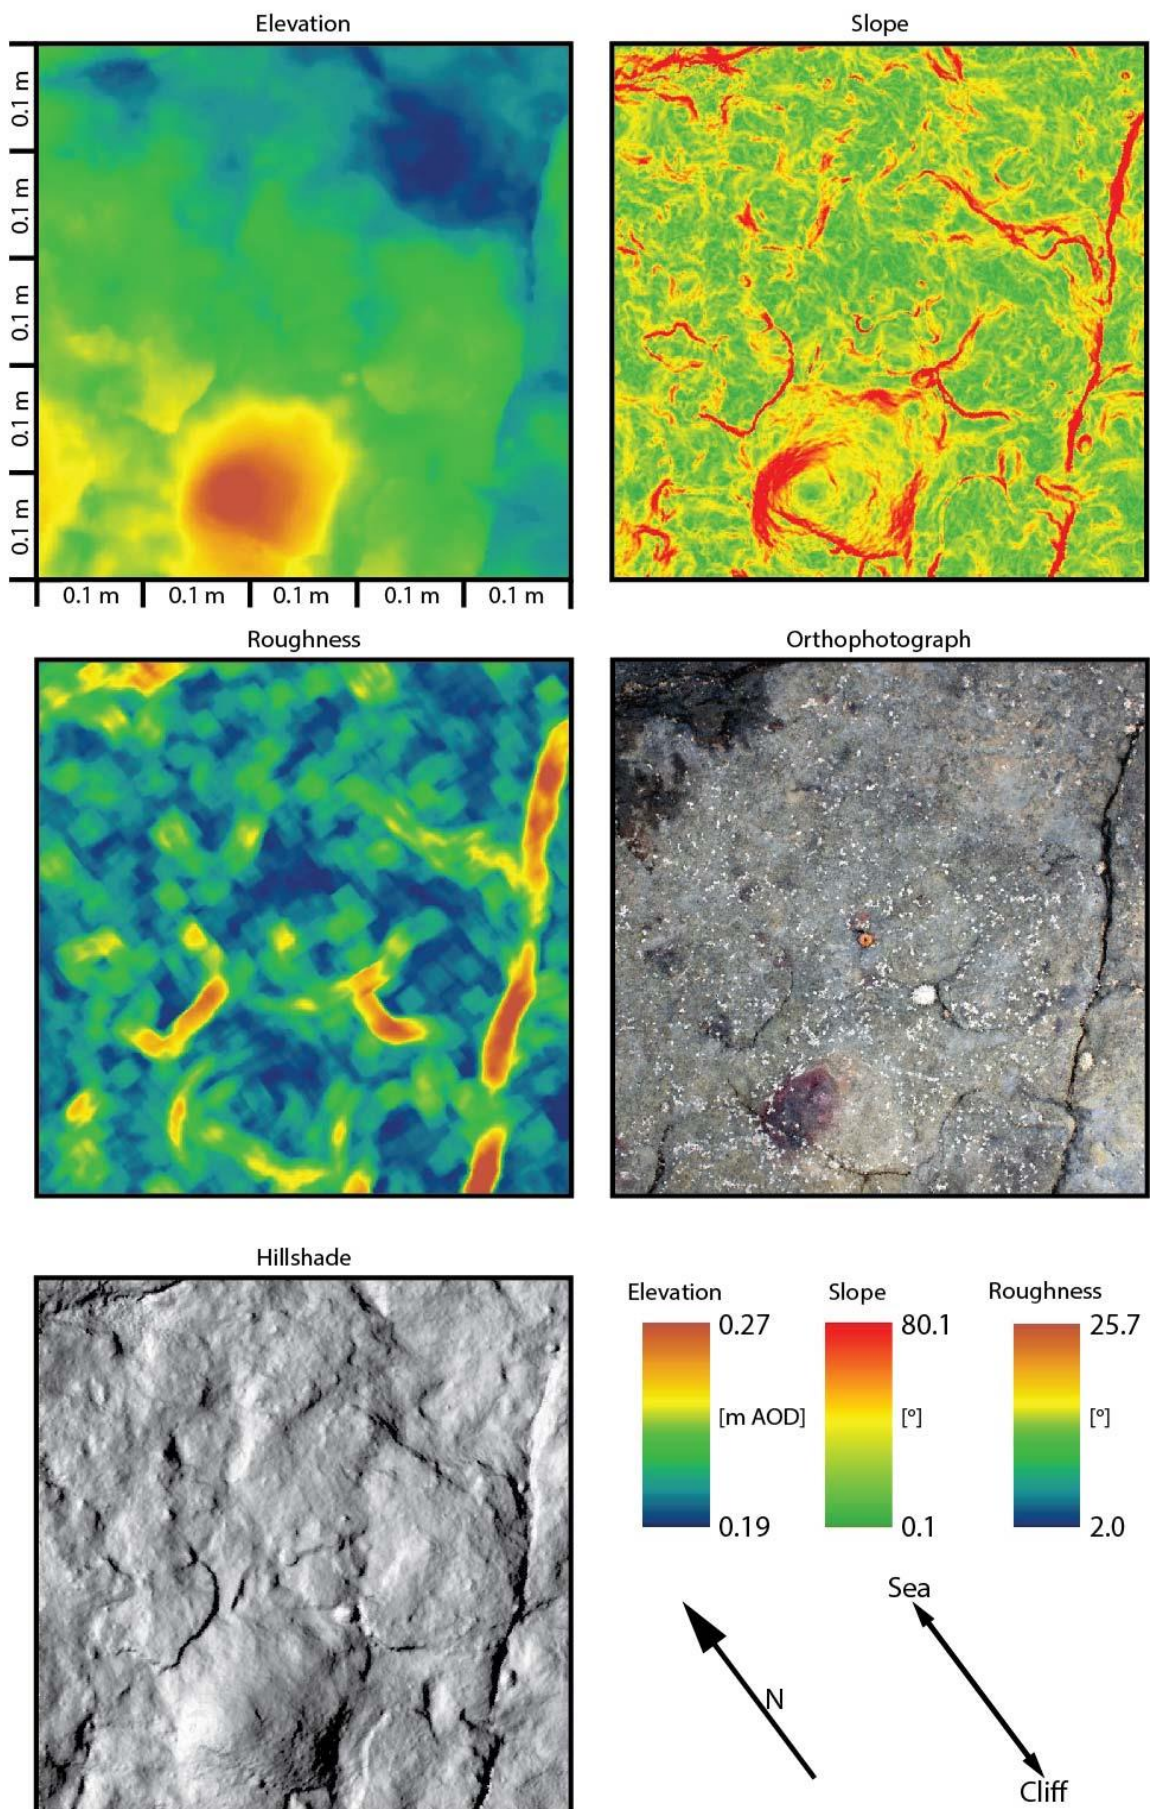 Elevation
Slope
0.1 m
0.1 m
0.1 m
0.1 m
0.1 m
0.1 m 0.1 m 0.1 m 0.1 m 0.1 m
Roughness
Orthophotograph
Hillshade
Elevation
0.27
[m AOD]
0.19
Slope
80.1
[º]
0.1
Roughness
25.7
[º]
2.0
N
Sea
Cliff